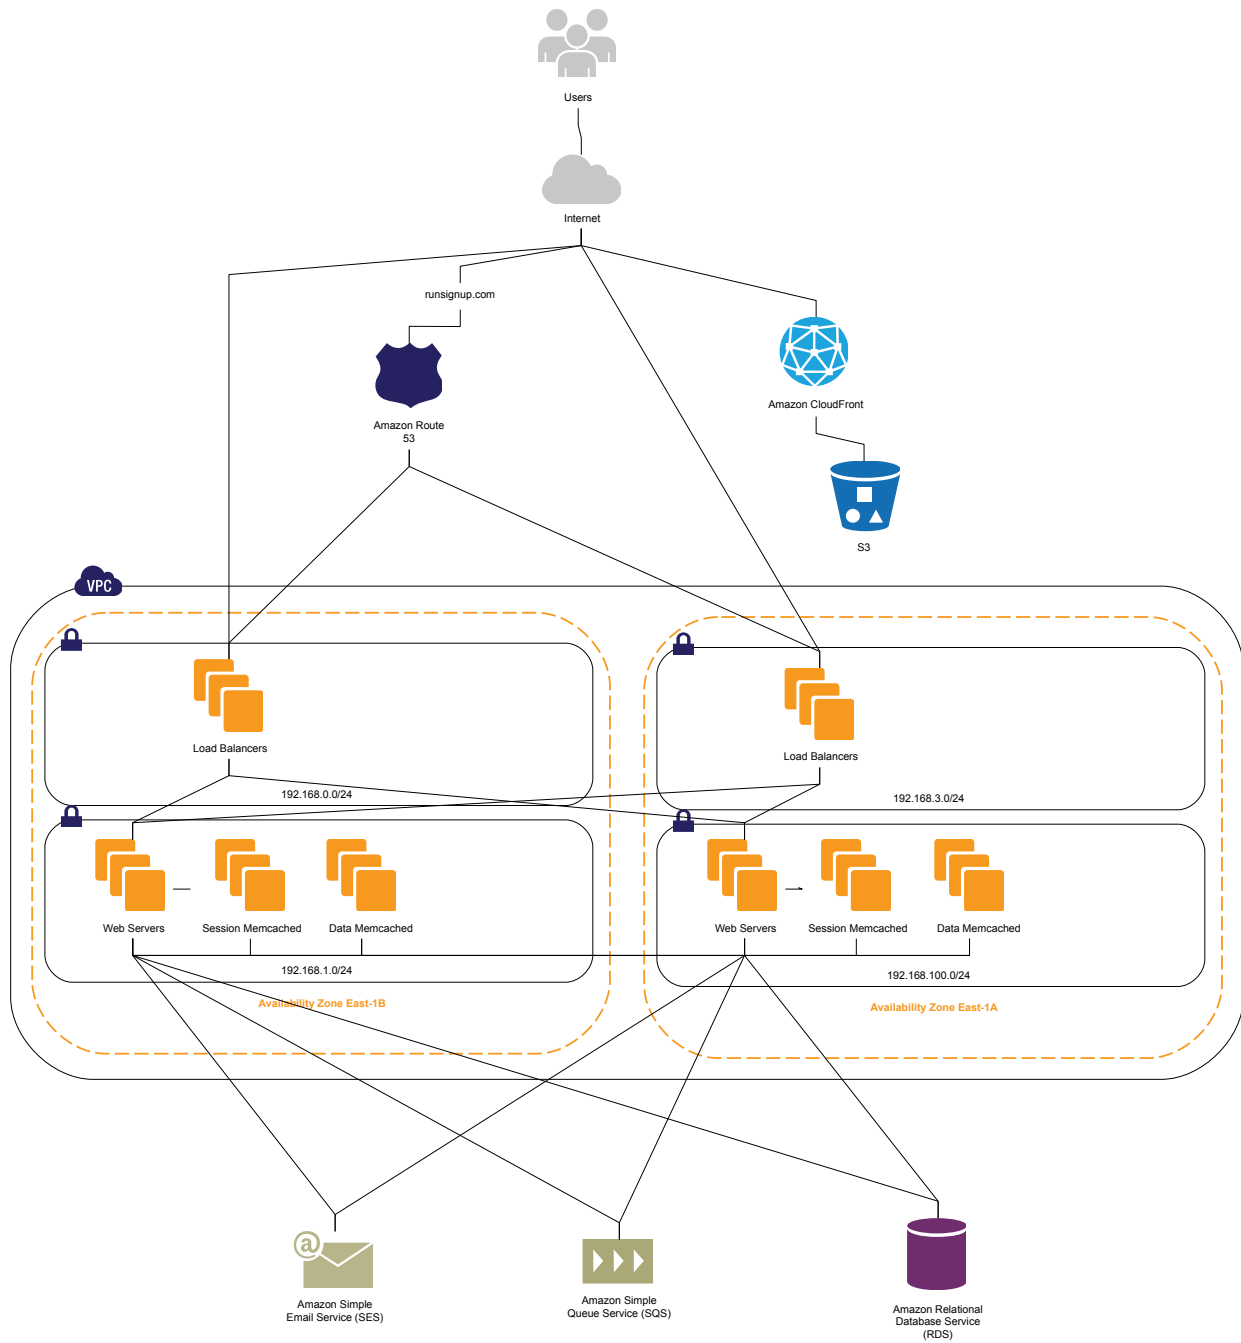 Users
Internet
runsignup.com
Amazon CloudFront
Amazon Route
53
S3
VPC
Load Balancers
Load Balancers
192.168.0.0/24
192.168.3.0/24
Web Servers
Session Memcached
Data Memcached
Web Servers
Session Memcached
Data Memcached
192.168.1.0/24
192.168.100.0/24
Availability Zone East-1B
Availability Zone East-1A
@
Amazon Simple
Email Service (SES)
Amazon Simple
Queue Service (SQS)
Amazon Relational
Database Service
(RDS)